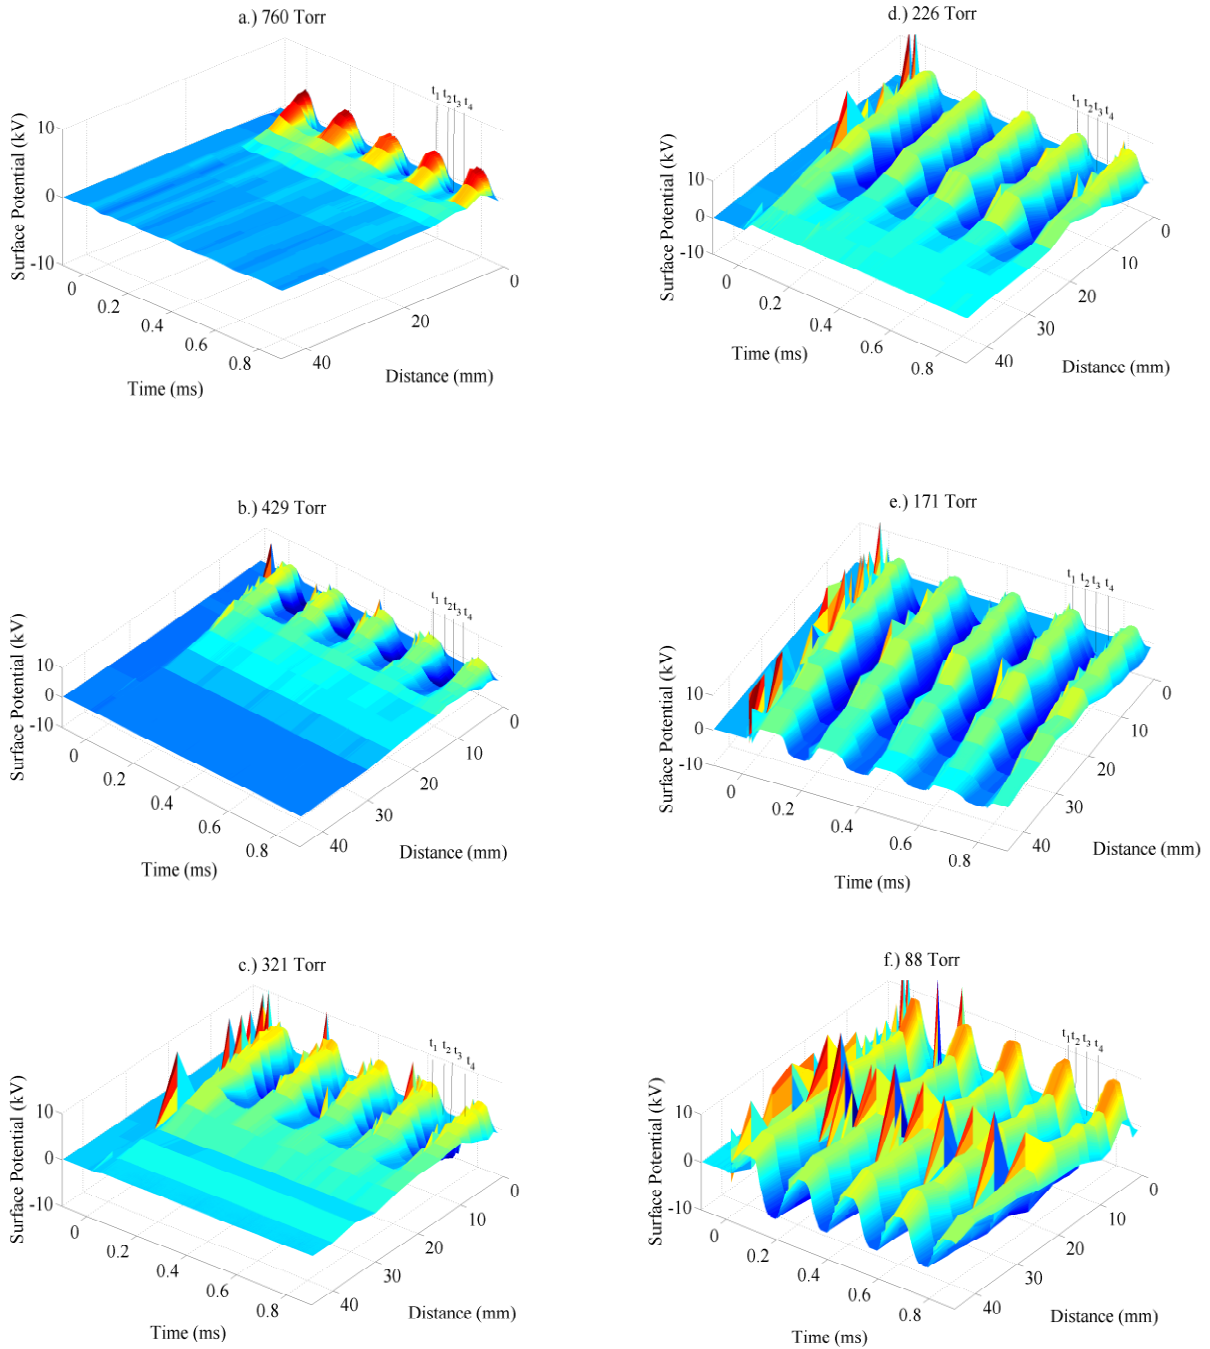 a.) 760 Torr
t1 t2 t3 t4
Surface Potential (kV)
10
0
-10
0
0.2
0.4
0.6
0.8
Time (ms)
0
20
40
Distance (mm)
d.) 226 Torr
t1 t2 t3 t4
Surface Potential (kV)
10
0
-10
0
0.2
0.4
0.6
0.8
Time (ms)
0
10
20
30
40
Distance (mm)
b.) 429 Torr
t1 t2 t3 t4
Surface Potential (kV)
10
0
-10
0
0.2
0.4
0.6
0.8
Time (ms)
0
10
20
30
40
Distance (mm)
e.) 171 Torr
t1 t2 t3 t4
Surface Potential (kV)
10
0
-10
0
0.2
0.4
0.6
0.8
Time (ms)
0
10
20
30
40
Distance (mm)
c.) 321 Torr
t1 t2 t3 t4
Surface Potential (kV)
10
0
-10
0
0.2
0.4
0.6
0.8
Time (ms)
0
10
20
30
40
Distance (mm)
f.) 88 Torr
t1 t2 t3 t4
Surface Potential (kV)
10
0
-10
0
0.2
0.4
0.6
0.8
Time (ms)
0
10
20
30
40
Distance (mm)